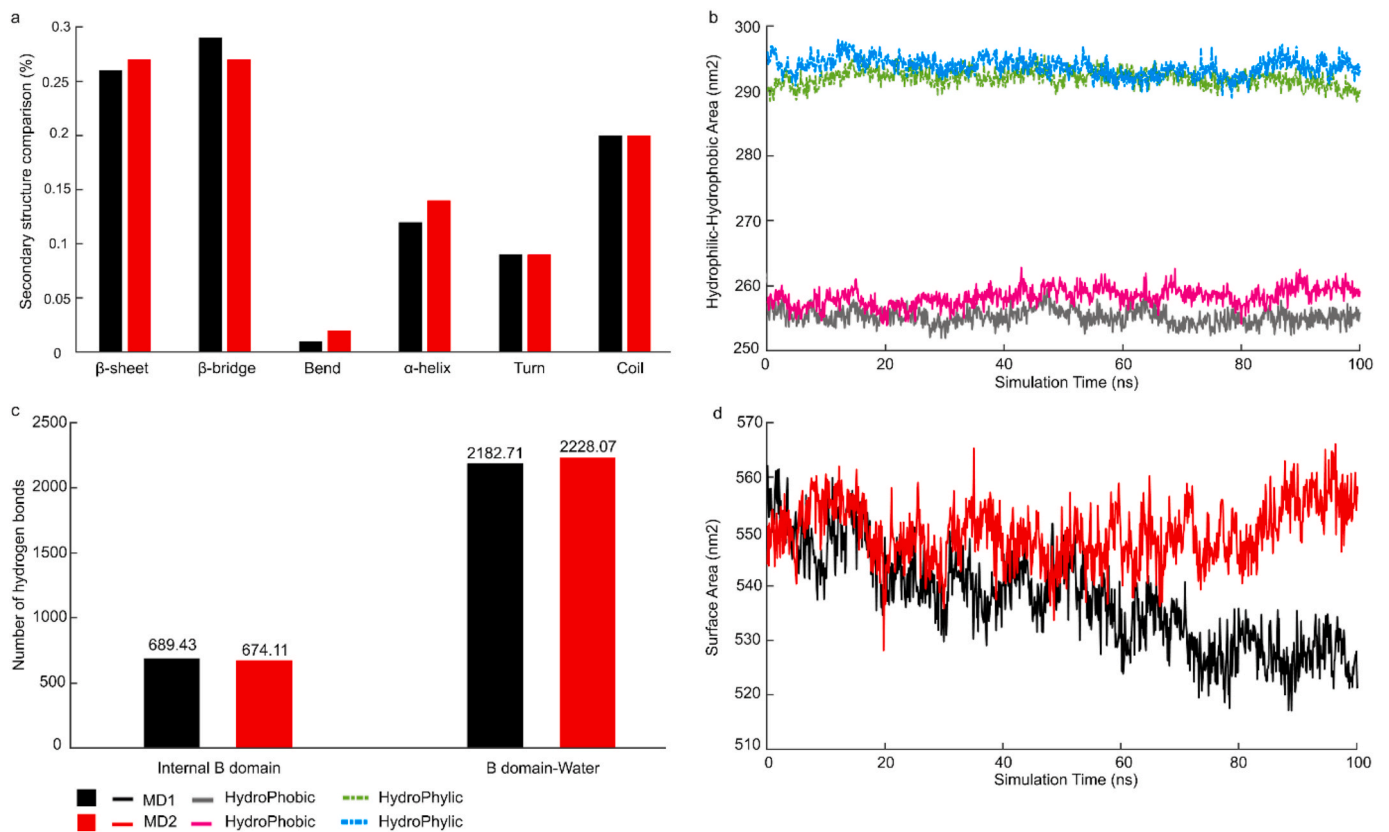 a
Secondary structure comparison (%)
0.3
0.25
0.2
0.15
0.1
0.05
0
β-sheet
β-bridge
Bend
α-helix
Turn
Coil
b
Hydrophilic-Hydrophobic Area (nm2)
300
290
280
270
260
250
0
20
40
60
80
100
Simulation Time (ns)
c
Number of hydrogen bonds
2500
2000
1500
1000
500
0
689.43
674.11
2182.71
2228.07
Internal B domain
B domain-Water
d
Surface Area (nm2)
570
560
550
540
530
520
510
0
20
40
60
80
100
Simulation Time (ns)
MD1 HydroPhobic HydroPhylic
MD2 HydroPhobic HydroPhylic